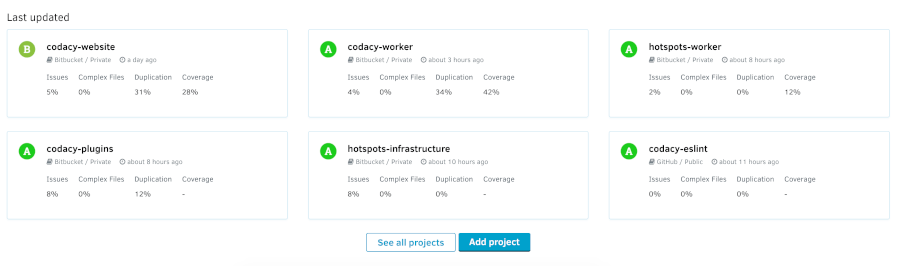 Last updated
B codacy-website
Bitbucket / Private a day ago
Issues Complex Files Duplication Coverage
5% 0% 31% 28%
A codacy-worker
Bitbucket / Private about 3 hours ago
Issues Complex Files Duplication Coverage
4% 0% 34% 42%
A hotspots-worker
Bitbucket / Private about 8 hours ago
Issues Complex Files Duplication Coverage
2% 0% 0% 12%
A codacy-plugins
Bitbucket / Private about 8 hours ago
Issues Complex Files Duplication Coverage
8% 0% 12% -
A hotspots-infrastructure
Bitbucket / Private about 10 hours ago
Issues Complex Files Duplication Coverage
8% 0% 0% -
A codacy-eslint
GitHub / Public about 11 hours ago
Issues Complex Files Duplication Coverage
0% 0% 0% -
See all projects Add project